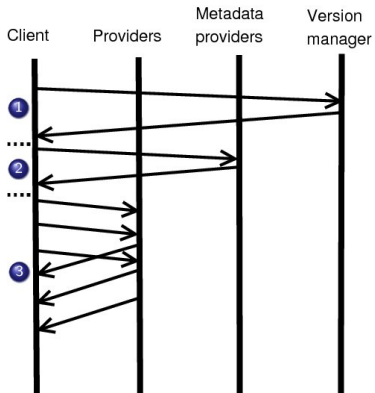 Client
Providers
Metadata
providers
Version
manager
1
2
3